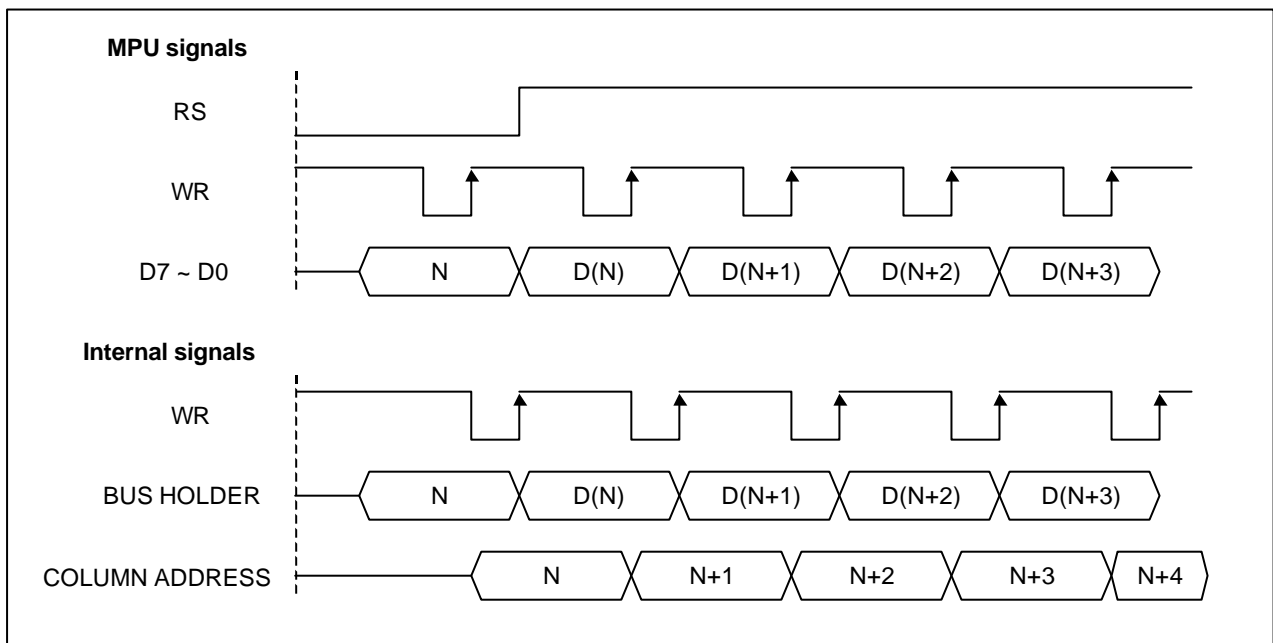 MPU signals
RS
WR
D7 ~ D0 N D(N) D(N+1) D(N+2) D(N+3)
Internal signals
WR
BUS HOLDER N D(N) D(N+1) D(N+2) D(N+3)
COLUMN ADDRESS N N+1 N+2 N+3 N+4